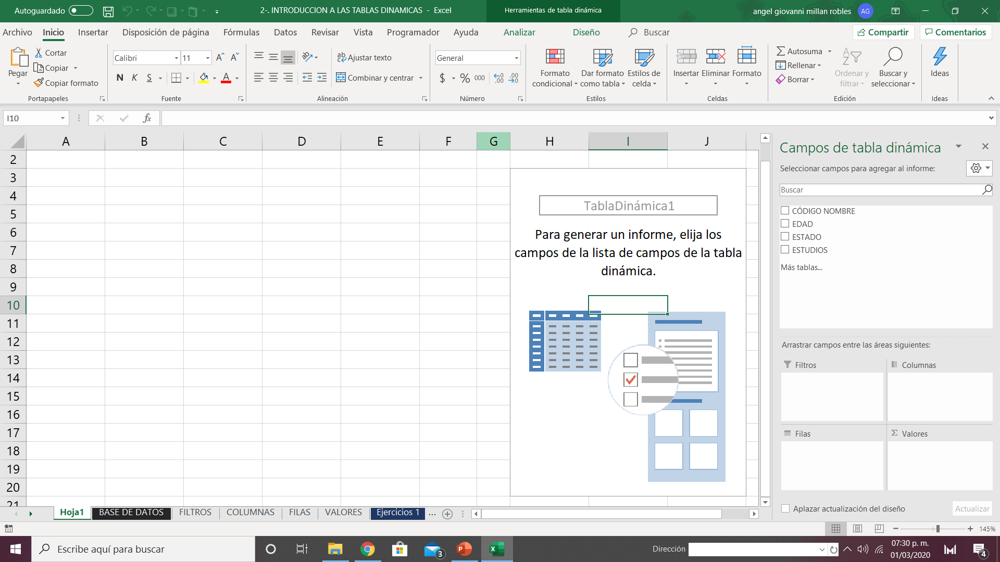 Autoguardado
2-. INTRODUCCION A LAS TABLAS DINAMICAS - Excel
Herramientas de tabla dinámica
angel giovanni millan robles
AG
Archivo Inicio Insertar Disposición de página Fórmulas Datos Revisar Vista Programador Ayuda Analizar Diseño Buscar
Compartir
Comentarios
Pegar
Cortar
Copiar
Copiar formato
Portapapeles
Calibri 11
N K S
Fuente
Ajustar texto
Combinar y centrar
Alineación
General
$ % 000
Número
Formato condicional
Dar formato como tabla
Estilos de celda
Estilos
Insertar Eliminar Formato
Celdas
Autosuma
Rellenar
Borrar
Ordenar y filtrar
Buscar y seleccionar
Edición
Ideas
Ideas
I10
fx
A B C D E F G H I J
2
3
4
5
6
7
8
9
10
11
12
13
14
15
16
17
18
19
20
21
TablaDinámica1
Para generar un informe, elija los
campos de la lista de campos de la tabla
dinámica.
Campos de tabla dinámica
Seleccionar campos para agregar al informe:
Buscar
CÓDIGO NOMBRE
EDAD
ESTADO
ESTUDIOS
Más tablas...
Arrastrar campos entre las áreas siguientes:
Filtros
Columnas
Filas
Valores
Aplazar actualización del diseño
Actualizar
Hoja1 BASE DE DATOS FILTROS COLUMNAS FILAS VALORES Ejercicios 1 ...
145%
Escribe aquí para buscar
3
Dirección
07:30 p. m.
01/03/2020
4